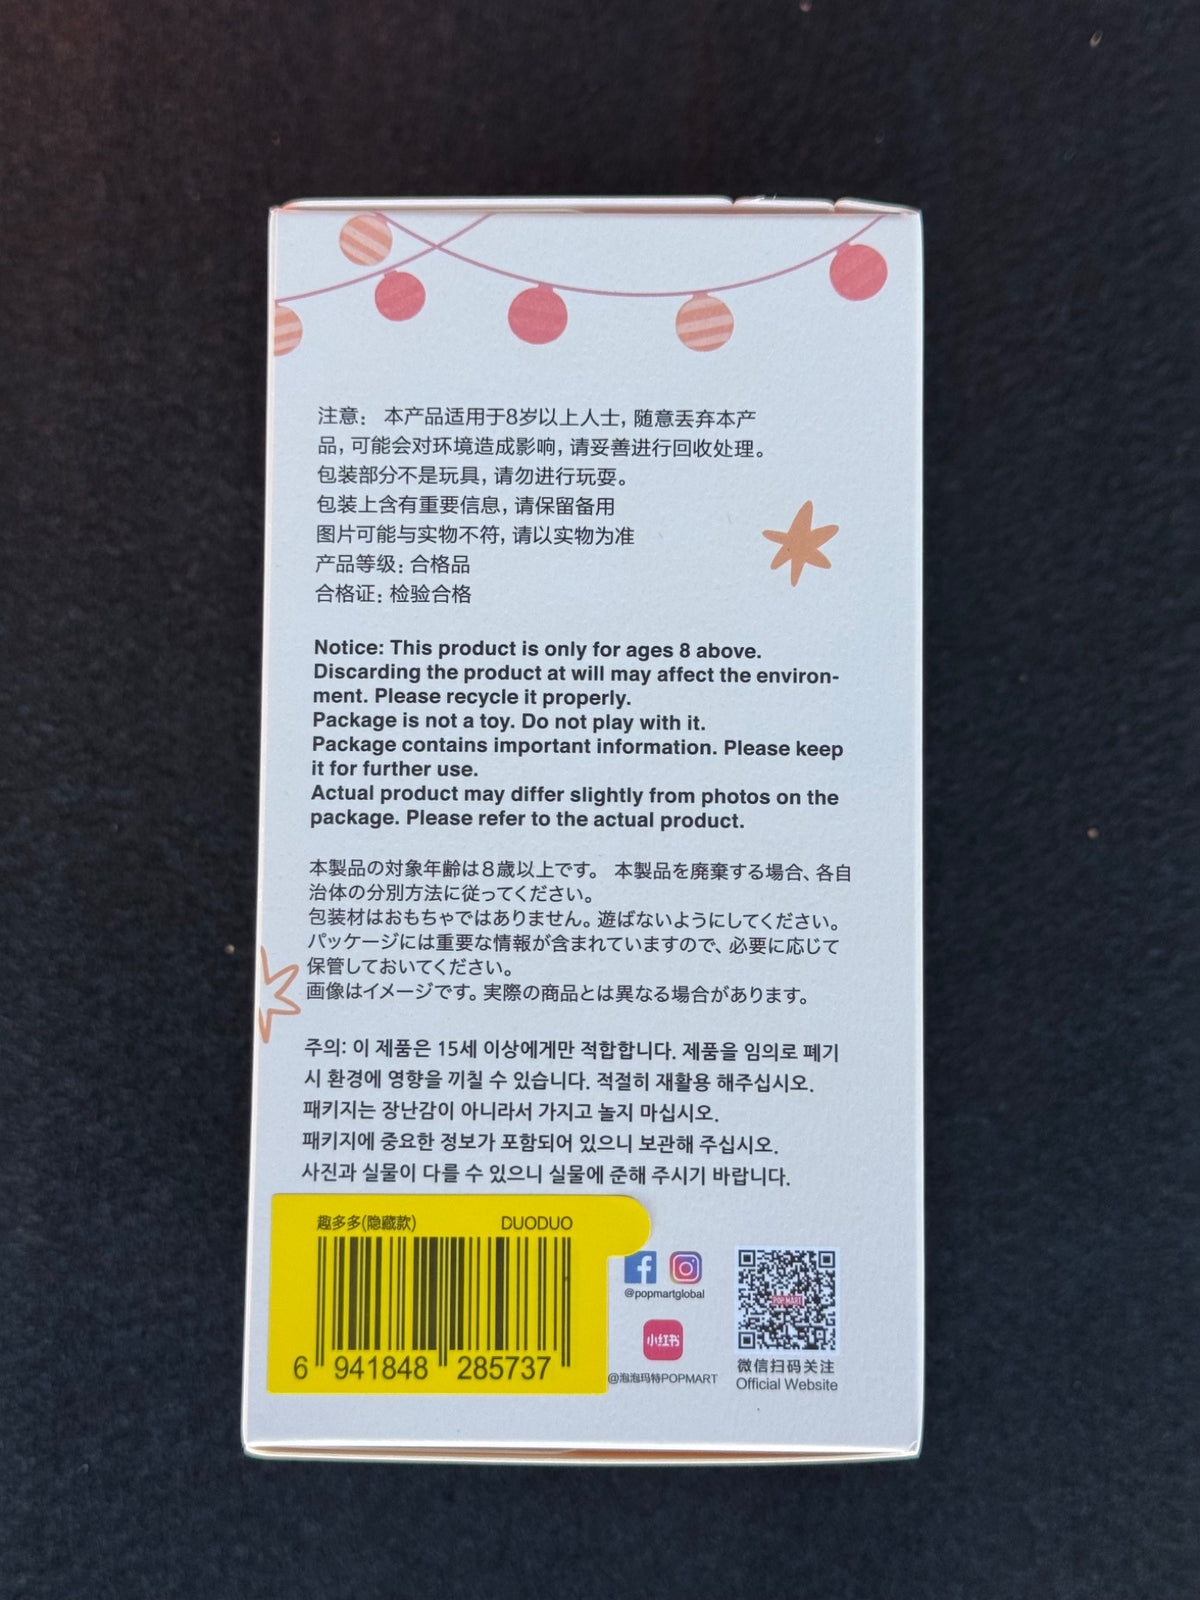 注意： 本产品适用于8岁以上人士，随意丢弃本产
品，可能会对环境造成影响，请妥善进行回收处理。
包装部分不是玩具，请勿进行玩耍。
包装上含有重要信息，请保留备用
图片可能与实物不符，请以实物为准
产品等级：合格品
合格证：检验合格
Notice: This product is only for ages 8 above.
Discarding the product at will may affect the environ-
ment. Please recycle it properly.
Package is not a toy. Do not play with it.
Package contains important information. Please keep
it for further use.
Actual product may differ slightly from photos on the
package. Please refer to the actual product.
本製品の対象年齢は8歳以上です。 本製品を廃棄する場合、各自
治体の分別方法に従ってください。
包装材はおもちゃではありません。遊ばないようにしてください。
パッケージには重要な情報が含まれていますので、必要に応じて
保管しておいてください。
画像はイメージです。実際の商品とは異なる場合があります。
주의: 이 제품은 15세 이상에게만 적합합니다. 제품을 임의로 폐기
시 환경에 영향을 끼칠 수 있습니다. 적절히 재활용 해주십시오.
패키지는 장난감이 아니라서 가지고 놀지 마십시오.
패키지에 중요한 정보가 포함되어 있으니 보관해 주십시오.
사진과 실물이 다를 수 있으니 실물에 준해 주시기 바랍니다.
趣多多(隐藏款) DUODUO
6 941848 285737
@popmartglobal
小红书
@泡泡玛特POPMART
POP MART
微信扫码关注
Official Website